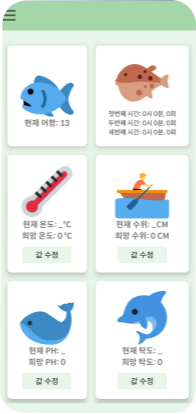 현재 어항: 13
첫번째 시간: 0시 0분, 0회
두번째 시간: 0시 0분, 0회
세번째 시간: 0시 0분, 0회
현재 온도: _℃
희망 온도: 0 ℃
값 수정
현재 수위: _CM
희망 수위: 0 CM
값 수정
현재 PH: _
희망 PH: 0
값 수정
현재 탁도: _
희망 탁도: 0
값 수정